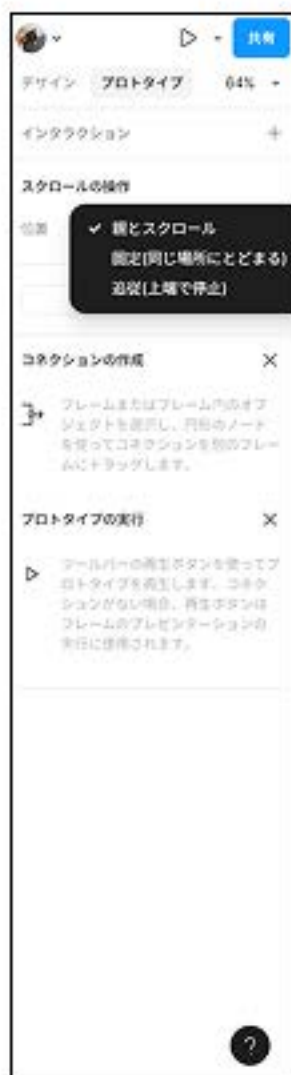 共有
デザイン プロトタイプ 64%
インタラクション
スクロールの操作
位置
親とスクロール
固定(同じ場所にとどまる)
追従(上端で停止)
コネクションの作成
フレームまたはフレーム内のオブ
ジェクトを選択し、円形のノード
を使ってコネクションを別のフレー
ムにドラッグします。
プロトタイプの実行
ツールバーの再生ボタンを使ってプ
ロトタイプを再生します。コネク
ションがない場合、再生ボタンは
フレームのプレゼンテーションの
実行に使用されます。
?